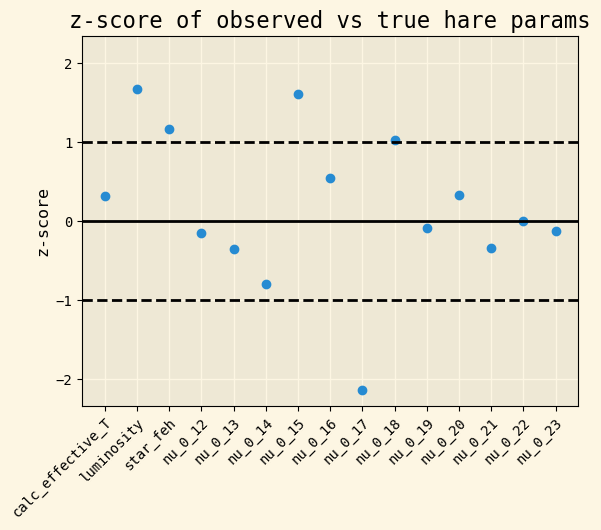 z-score of observed vs true hare params
z-score
2
1
0
−1
−2
calc_effective_T
luminosity
star_feh
nu_0_12
nu_0_13
nu_0_14
nu_0_15
nu_0_16
nu_0_17
nu_0_18
nu_0_19
nu_0_20
nu_0_21
nu_0_22
nu_0_23